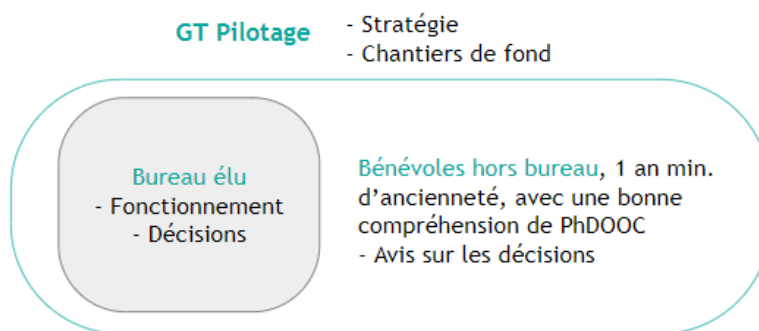 GT Pilotage
- Stratégie
- Chantiers de fond
Bureau élu
- Fonctionnement
- Décisions
Bénévoles hors bureau, 1 an min.
d'ancienneté, avec une bonne
compréhension de PhDOOC
- Avis sur les décisions